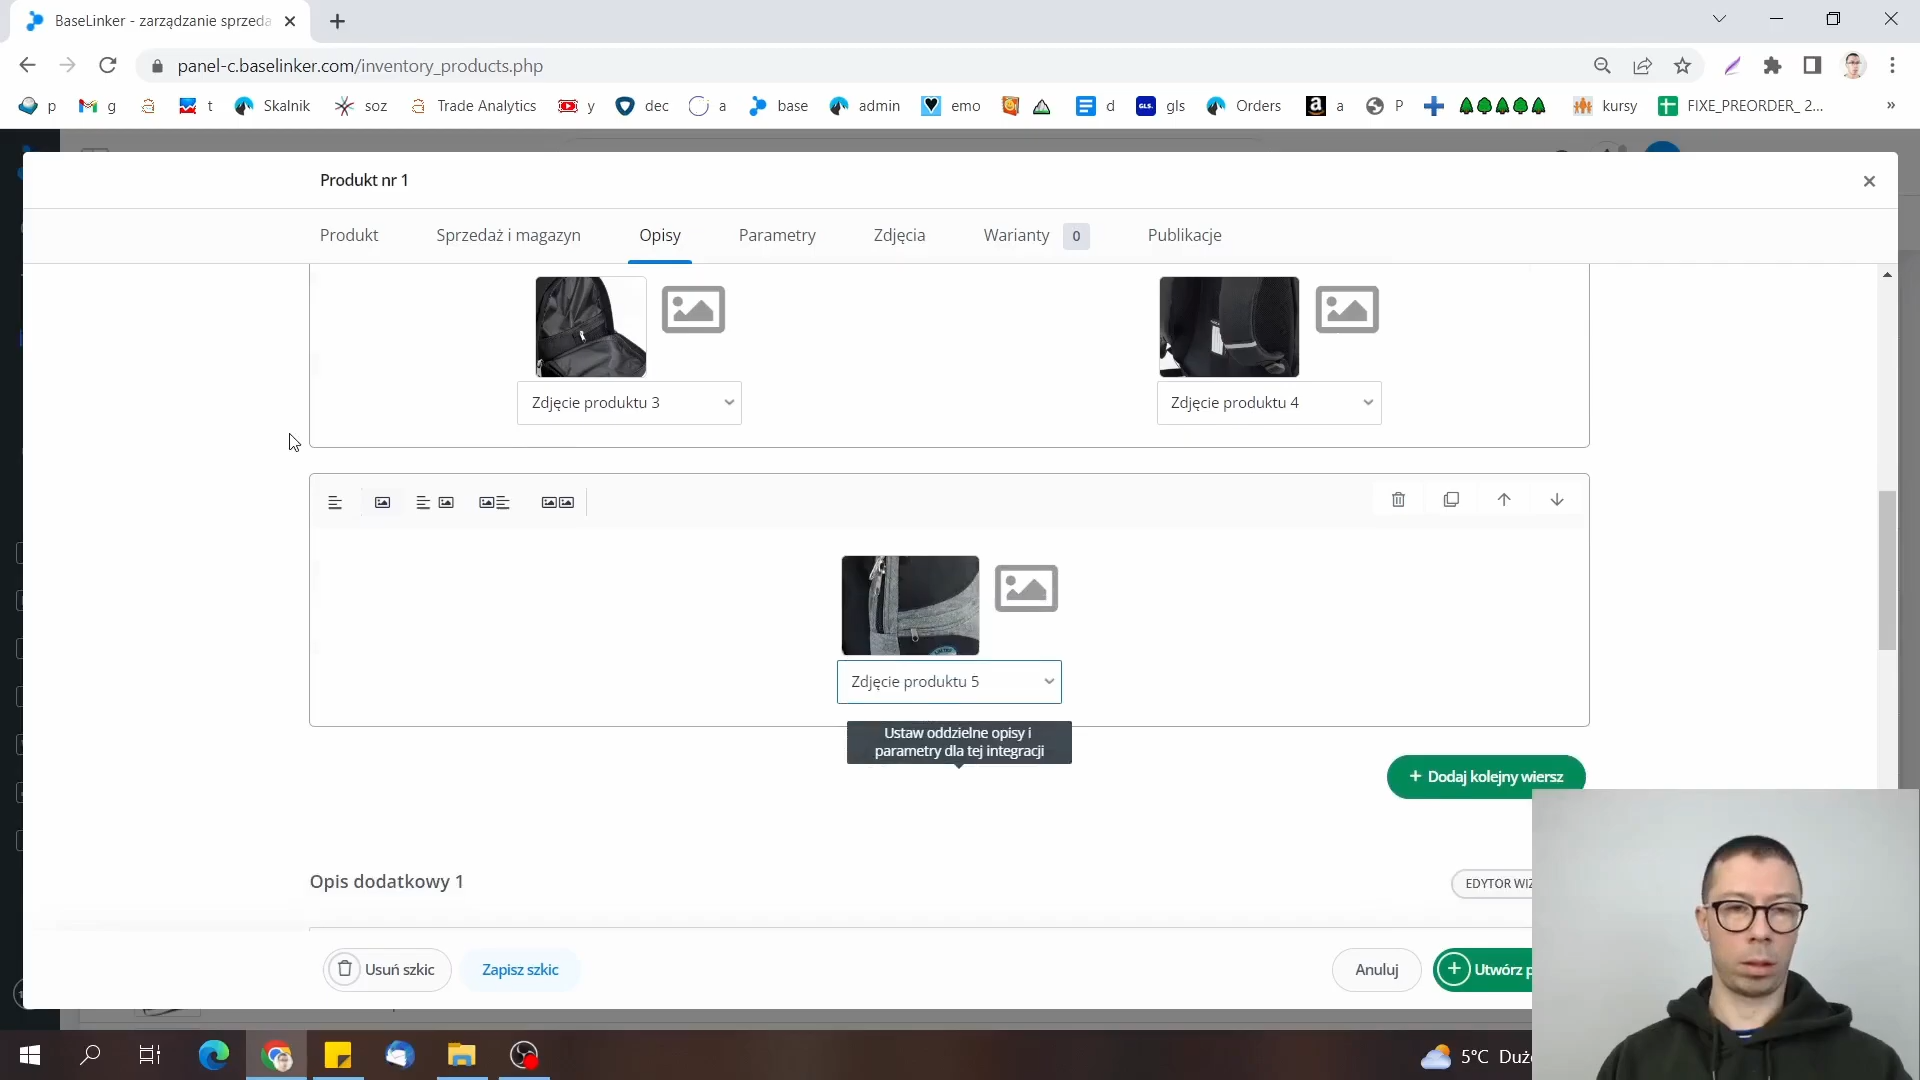 BaseLinker - zarządzanie sprzeda
panel-c.baselinker.com/inventory_products.php
p
g
t
Skalnik
soz
Trade Analytics
y
dec
a
base
admin
emo
d
GLS.
gls
Orders
a
a
P
kursy
FIXE_PREORDER_ 2...
»
Produkt nr 1
Produkt
Sprzedaż i magazyn
Opisy
Parametry
Zdjęcia
Warianty
0
Publikacje
Zdjęcie produktu 3
Zdjęcie produktu 4
Zdjęcie produktu 5
Ustaw oddzielne opisy i
parametry dla tej integracji
+ Dodaj kolejny wiersz
Opis dodatkowy 1
EDYTOR WIZ
Usuń szkic
Zapisz szkic
Anuluj
Utwórz p
5°C